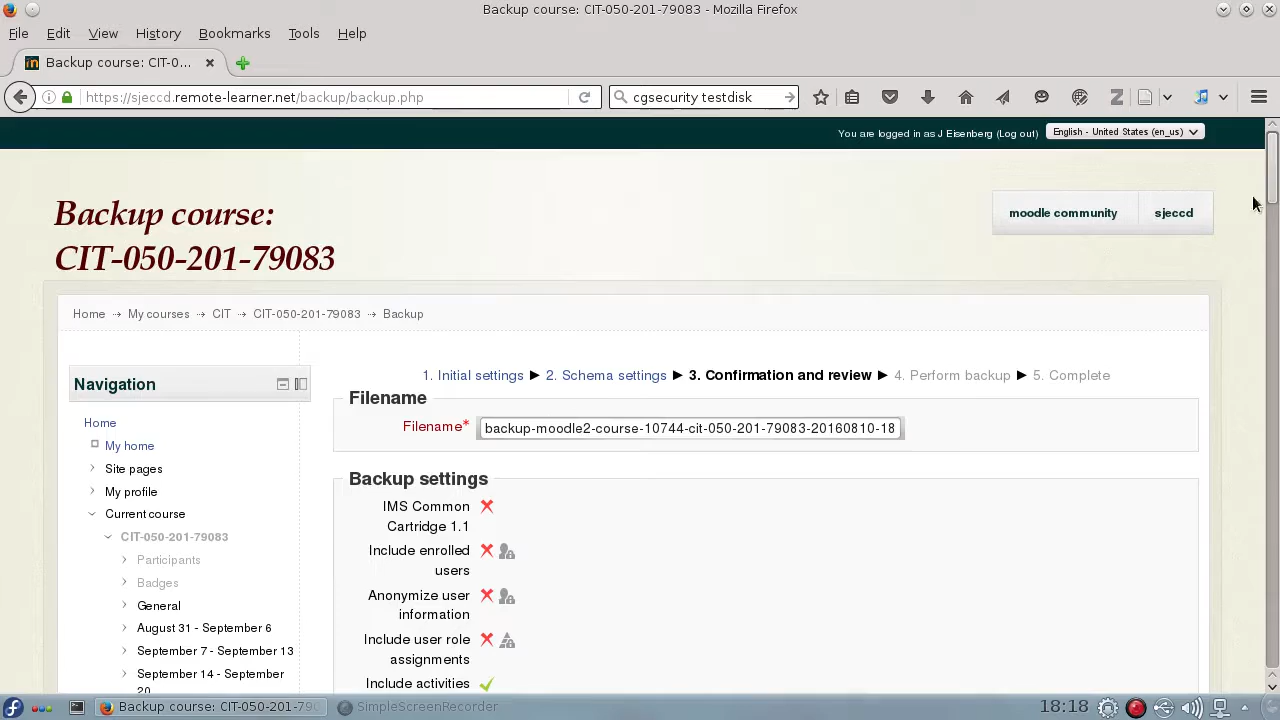 Backup course: CIT-050-201-79083 - Mozilla Firefox
File Edit View History Bookmarks Tools Help
Backup course: CIT-0...
https://sjeccd.remote-learner.net/backup/backup.php
cgsecurity testdisk
You are logged in as J Eisenberg (Log out)
English - United States (en_us)
Backup course:
CIT-050-201-79083
moodle community
sjeccd
Home → My courses → CIT → CIT-050-201-79083 → Backup
Navigation
Home
My home
Site pages
My profile
Current course
CIT-050-201-79083
Participants
Badges
General
August 31 - September 6
September 7 - September 13
September 14 - September
20
1. Initial settings ► 2. Schema settings ► 3. Confirmation and review ► 4. Perform backup ► 5. Complete
Filename
Filename* backup-moodle2-course-10744-cit-050-201-79083-20160810-18
Backup settings
IMS Common
Cartridge 1.1
Include enrolled
users
Anonymize user
information
Include user role
assignments
Include activities
Backup course: CIT-050-201-790
SimpleScreenRecorder
18:18